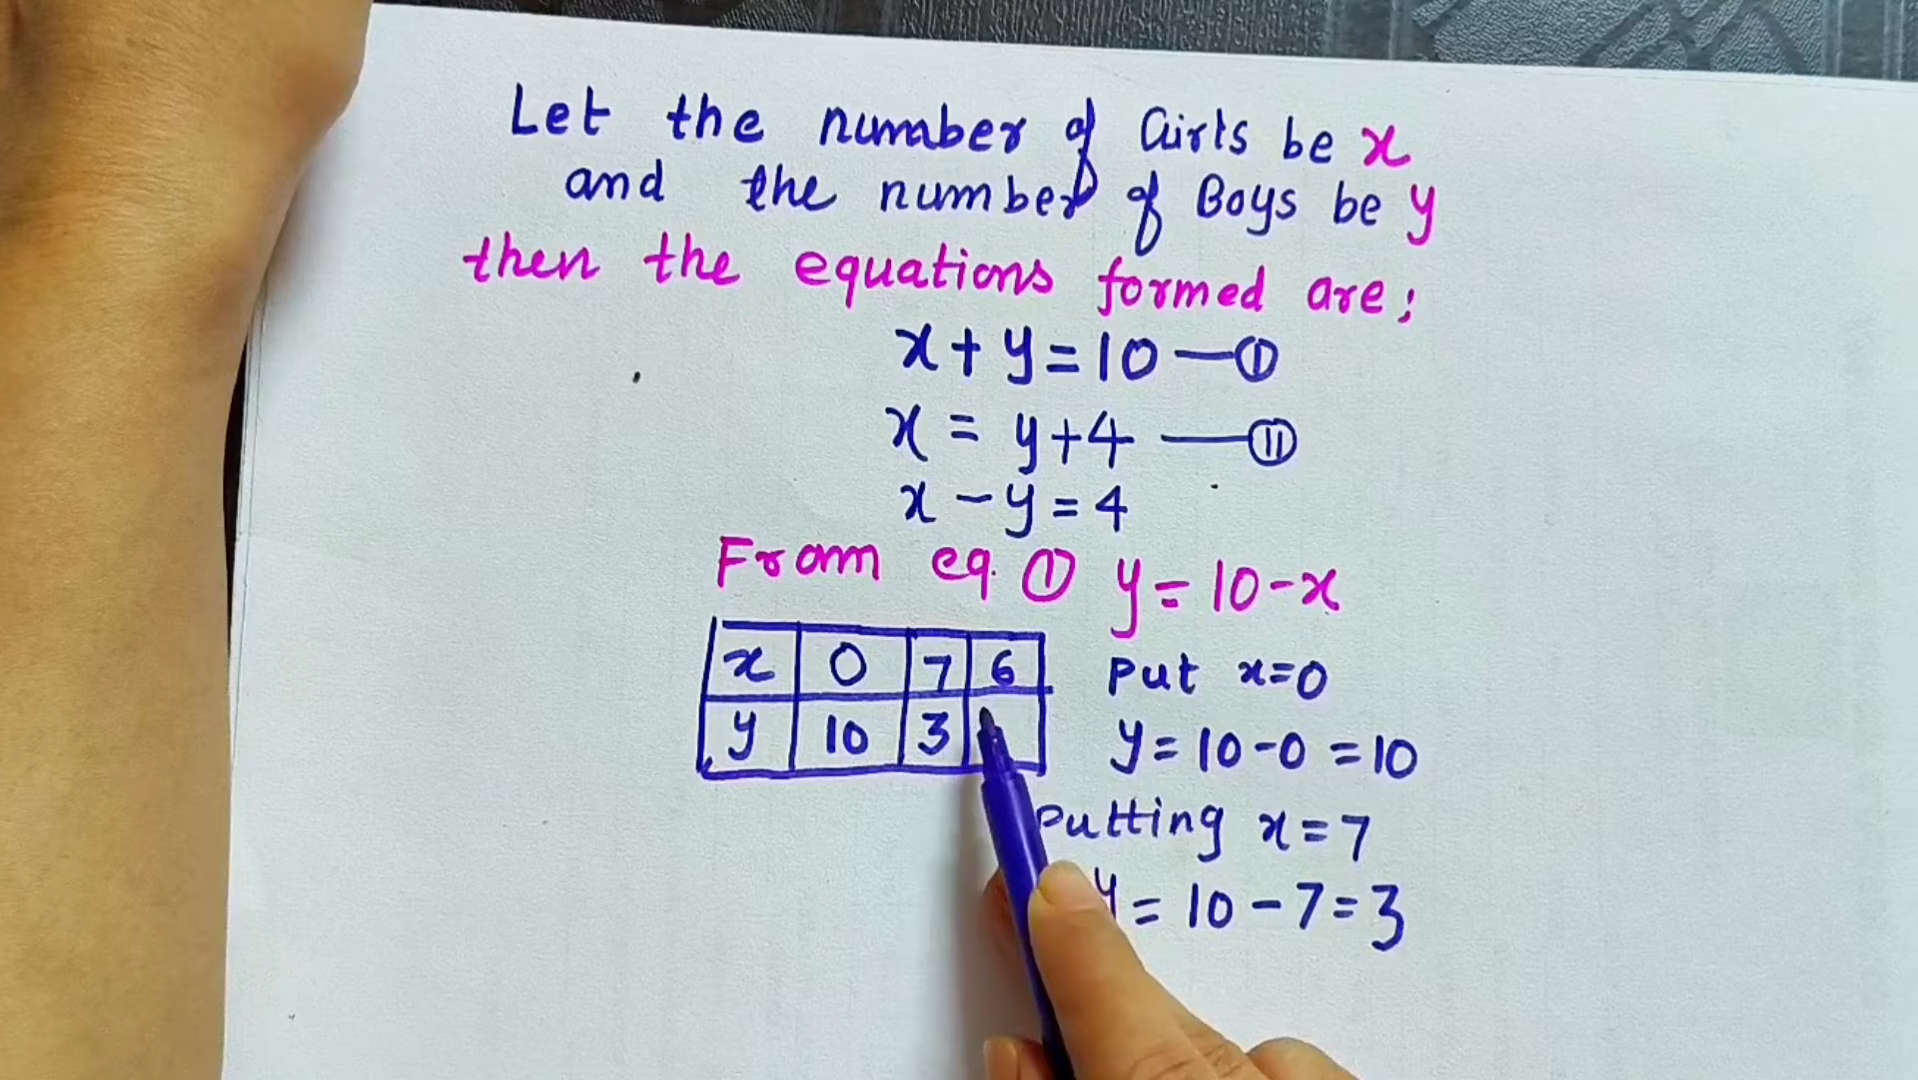 Let the number of Girls be x
and the number of Boys be y
then the equations formed are;
x + y = 10 — Ⓘ
x = y + 4 — Ⓘ Ⓘ
x - y = 4
From eq. Ⓘ y = 10 - x
x 0 7 6
y 10 3
Put x=0
y = 10 - 0 = 10
Putting x = 7
y = 10 - 7 = 3